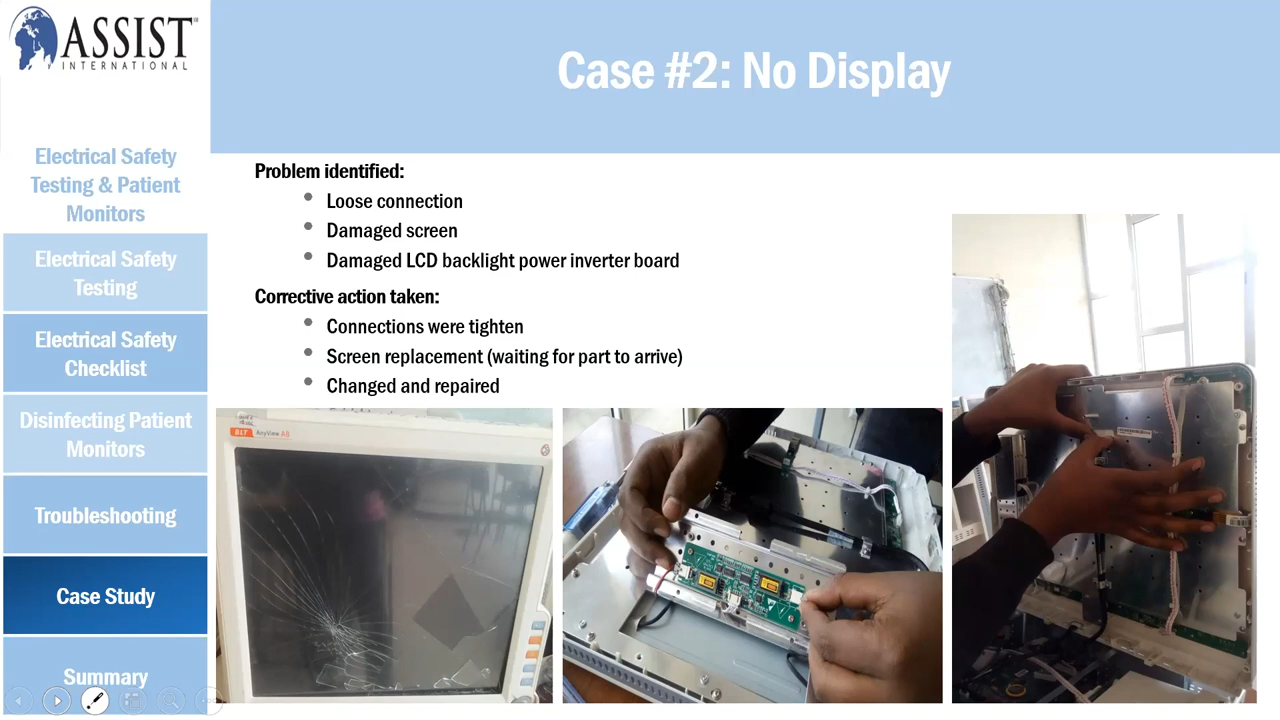 ASSIST
INTERNATIONAL
Case #2: No Display
Electrical Safety
Testing & Patient
Monitors
Electrical Safety
Testing
Electrical Safety
Checklist
Disinfecting Patient
Monitors
Troubleshooting
Case Study
Summary
Problem identified:
Loose connection
Damaged screen
Damaged LCD backlight power inverter board
Corrective action taken:
Connections were tighten
Screen replacement (waiting for part to arrive)
Changed and repaired
BLT AnyView A8